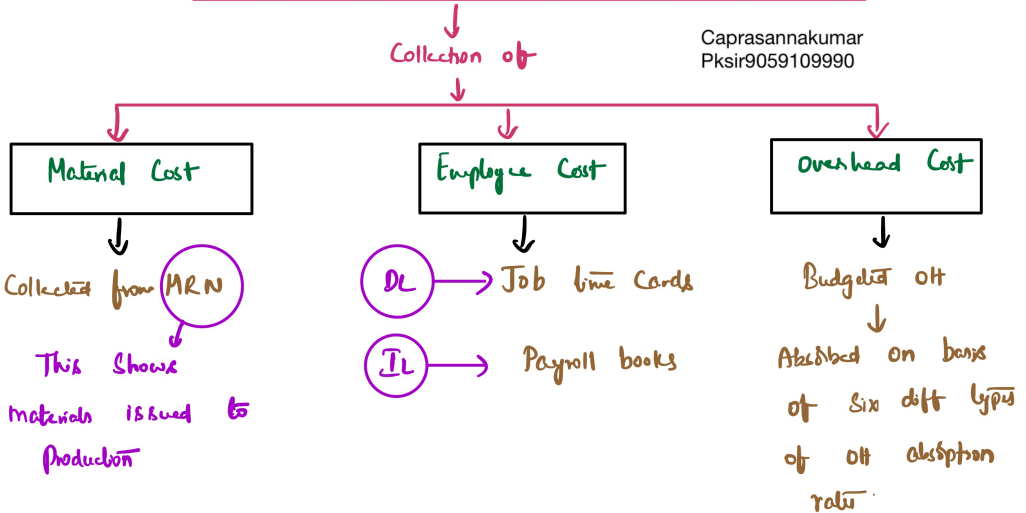 Collection of
Caprasannakumar
Pksir9059109990
Material Cost
Employee Cost
Overhead Cost
Collected from MRN
This Shows
materials issued to
Production
DL
Job time Cards
IL
Payroll books
Budgeted OH
Absorbed on basis
of Six diff types
of OH absorption
rate.